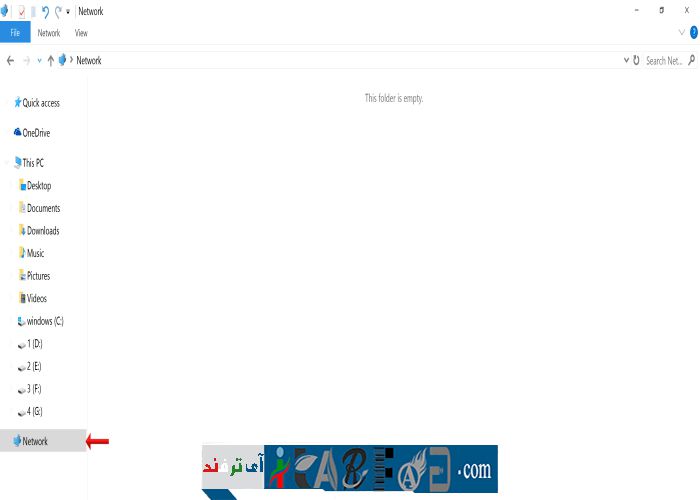 Network
File Network View
Network
Search Net...
This folder is empty.
Quick access
OneDrive
This PC
Desktop
Documents
Downloads
Music
Pictures
Videos
windows (C:)
1 (D:)
2 (E:)
3 (F:)
4 (G:)
Network
آی ترفند
.com